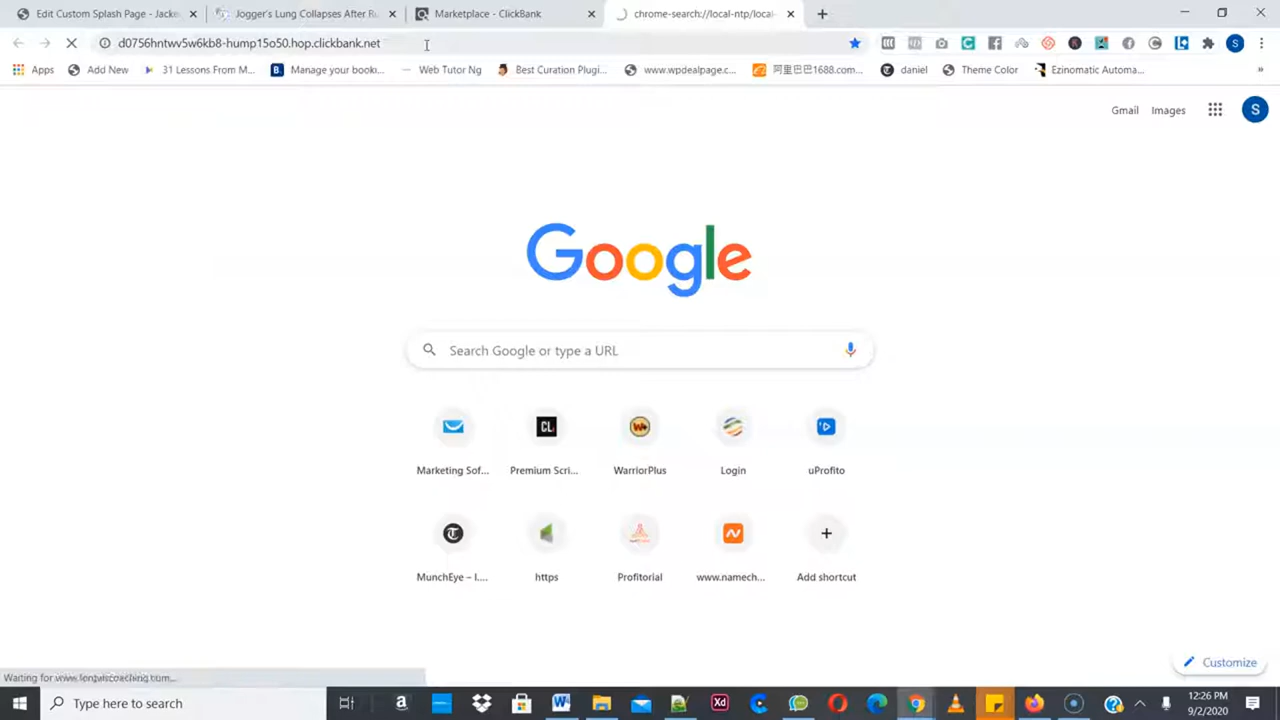 Edit Custom Splash Page - Jacke
Jogger's Lung Collapses After Ru
Marketplace - ClickBank
chrome-search://local-ntp/local-
d0756hntwv5w6kb8-hump15o50.hop.clickbank.net
Apps
Add New
31 Lessons From M...
Manage your booki...
Web Tutor Ng
Best Curation Plugi...
www.wpdealpage.c...
阿里巴巴1688.com...
daniel
Theme Color
Ezinomatic Automa...
Gmail
Images
S
Google
Search Google or type a URL
Marketing Sof...
Premium Scri...
WarriorPlus
Login
uProfito
MunchEye – I....
https
Profitorial
www.namech...
Add shortcut
Customize
Type here to search
12:26 PM
9/2/2020